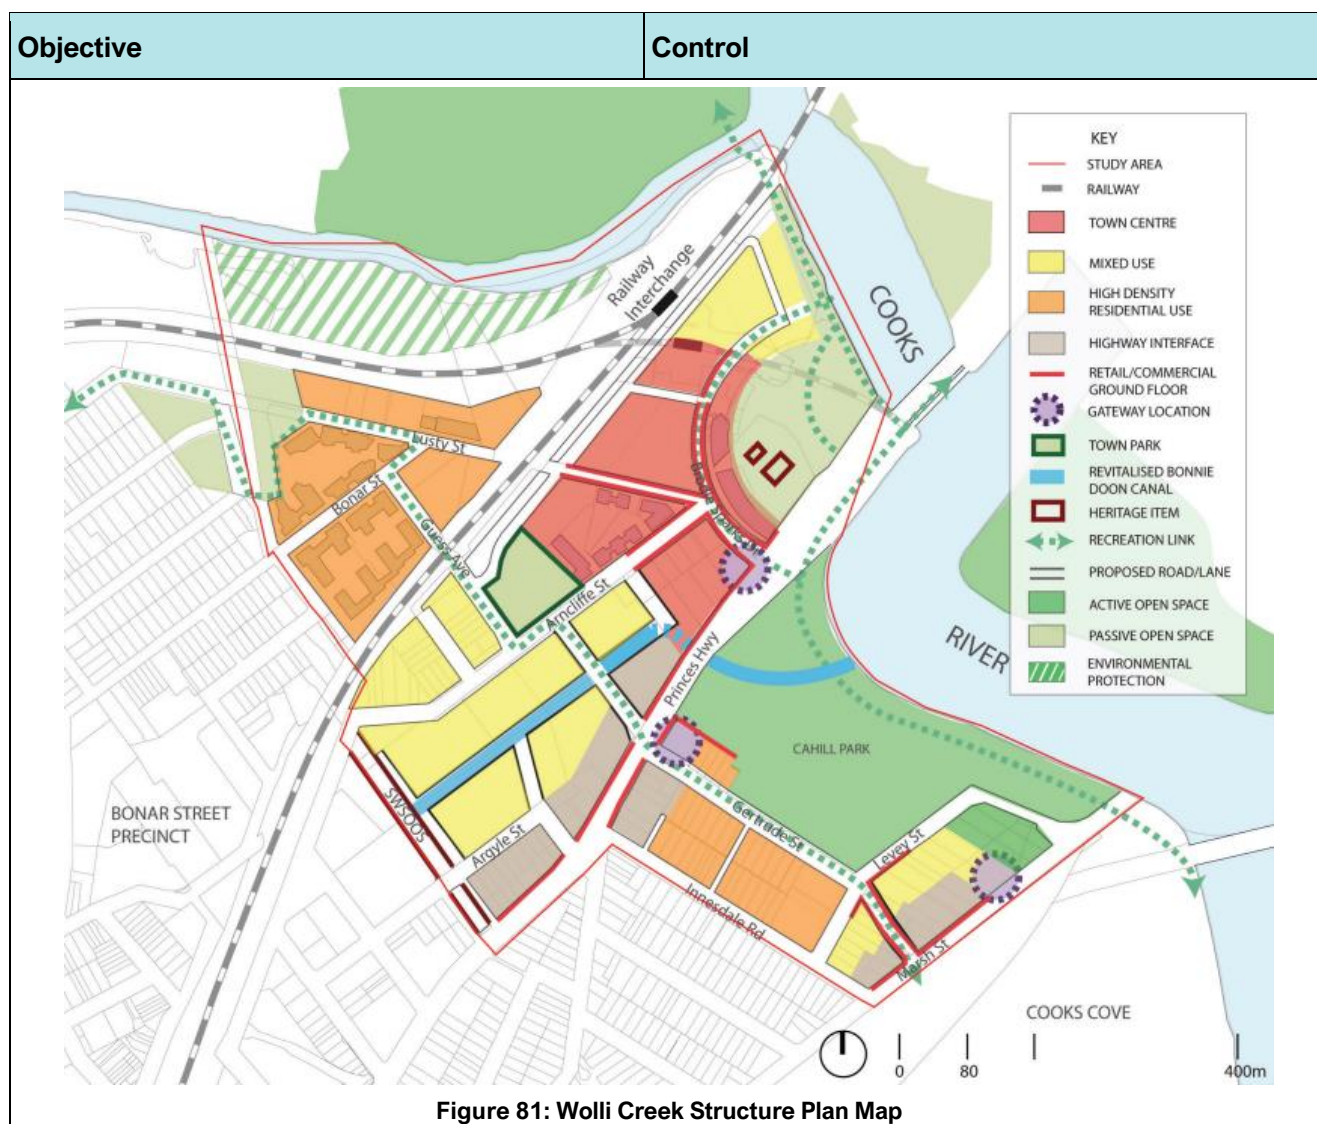 Objective
Control
KEY
STUDY AREA
RAILWAY
TOWN CENTRE
MIXED USE
HIGH DENSITY
RESIDENTIAL USE
HIGHWAY INTERFACE
RETAIL/COMMERCIAL
GROUND FLOOR
GATEWAY LOCATION
TOWN PARK
REVITALISED BONNIE
DOON CANAL
HERITAGE ITEM
RECREATION LINK
PROPOSED ROAD/LANE
ACTIVE OPEN SPACE
PASSIVE OPEN SPACE
ENVIRONMENTAL
PROTECTION
Railway
Interchange
COOKS
RIVER
Lusty St
Bonar St
Guess Ave
Brodie Spark Dr
Arncliffe St
Princes Hwy
CAHILL PARK
BONAR STREET
PRECINCT
SWSOOS
Argyle St
Gertrude St
Levey St
Innesdale Rd
Marsh St
COOKS COVE
0
80
400m
Figure 81: Wolli Creek Structure Plan Map